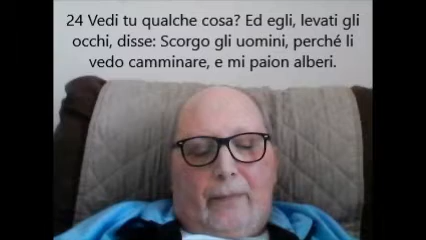 24 Vedi tu qualche cosa? Ed egli, levati gli
occhi, disse: Scorgo gli uomini, perché li
vedo camminare, e mi paion alberi.